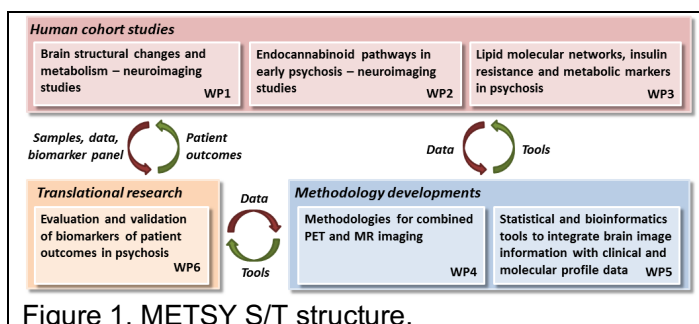 Human cohort studies
Brain structural changes and
metabolism – neuroimaging
studies
WP1
Endocannabinoid pathways in
early psychosis – neuroimaging
studies
WP2
Lipid molecular networks, insulin
resistance and metabolic markers
in psychosis
WP3
Samples, data,
biomarker panel
Patient
outcomes
Data
Tools
Translational research
Evaluation and validation
of biomarkers of patient
outcomes in psychosis
WP6
Data
Tools
Methodology developments
Methodologies for combined
PET and MR imaging
WP4
Statistical and bioinformatics
tools to integrate brain image
information with clinical and
molecular profile data WP5
Figure 1. METSY S/T structure.